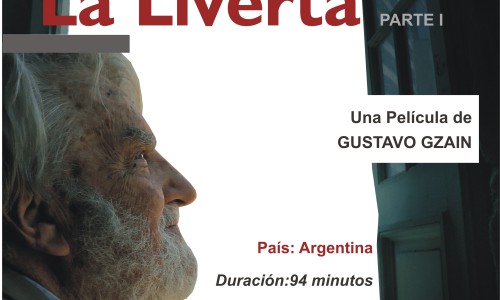 La Liverta
PARTE I
Una Película de
GUSTAVO GZAIN
País: Argentina
Duración:94 minutos